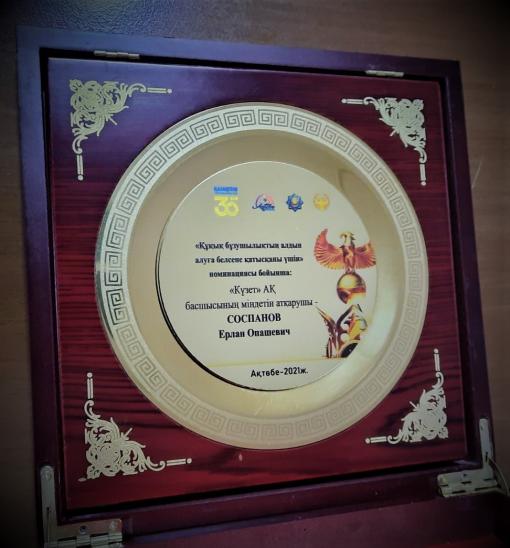 30
«Құқық бұзушылықтың алдын
алуға белсене қатысқаны үшін»
номинациясы бойынша:
«Күзет» АҚ
басшысының міндетін атқарушы -
СОСПАНОВ
Ерлан Опашевич
Ақтөбе-2021ж.